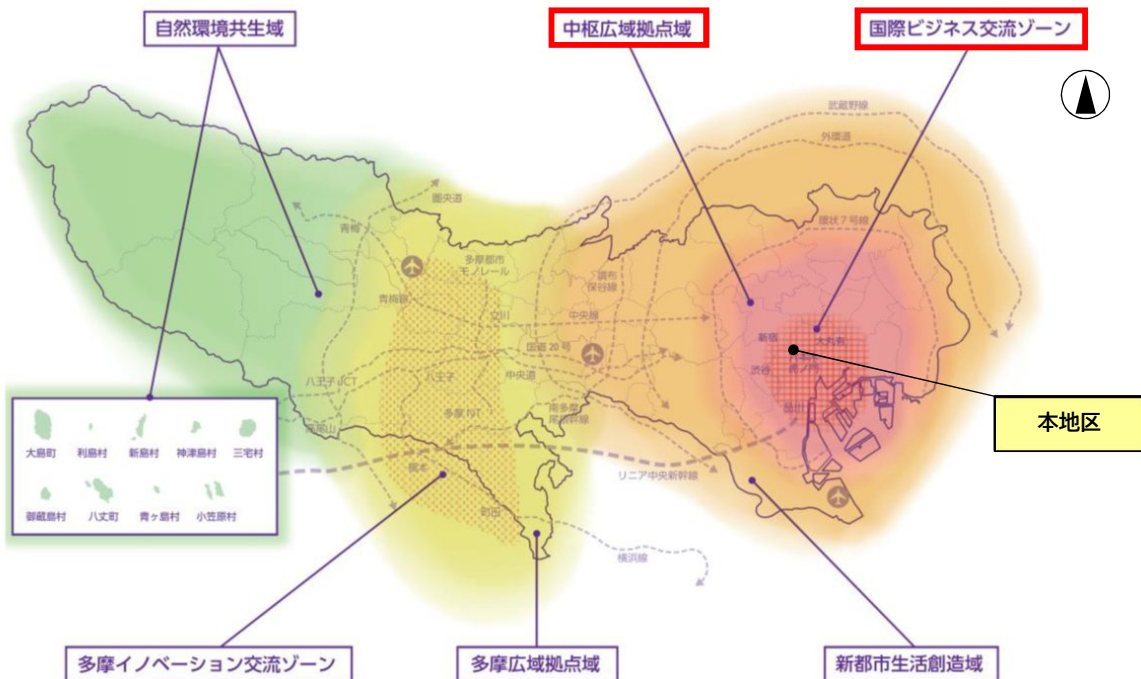 自然環境共生域
中枢広域拠点域
国際ビジネス交流ゾーン
武蔵野線
外環道
圏央道
環状7号線
青梅
多摩都市
モノレール
調布
保谷線
青梅線
立川
中央線
新宿
大丸有
国道20号
渋谷
八王子JCT
八王子
中央道
品川
本地区
多摩NT
南多摩
尾根幹線
高尾山
大島町
利島村
新島村
神津島村
三宅村
橋本
リニア中央新幹線
御蔵島村
八丈町
青ヶ島村
小笠原村
町田
横浜線
多摩イノベーション交流ゾーン
多摩広域拠点域
新都市生活創造域